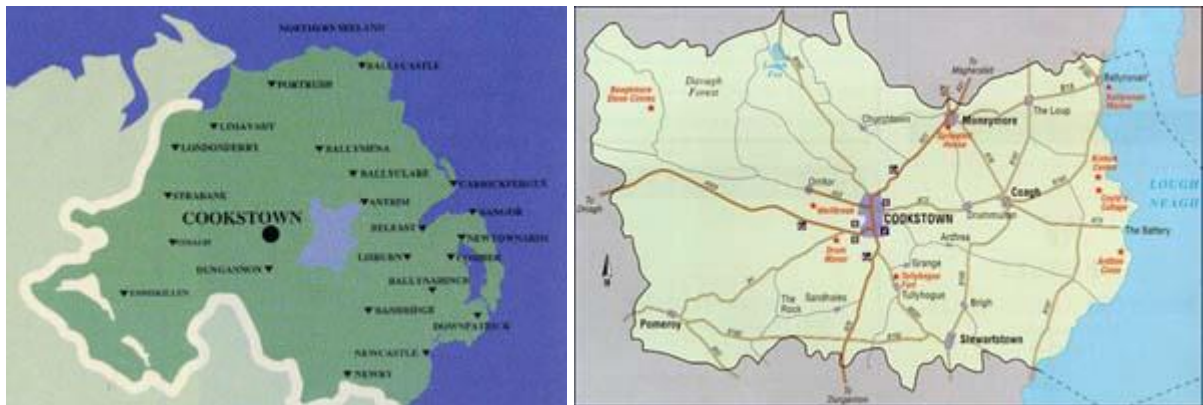 NORTHERN IRELAND
BALLYCASTLE
PORTRUSH
LIMAVADY
LONDONDERRY
BALLYMENA
BALLYCLARE
CARRICKFERGUS
STRABANE
ANTRIM
BANGOR
COOKSTOWN
BELFAST
NEWTOWNARDS
OMAGH
LISBURN
COMBER
DUNGANNON
BALLYNAHINCH
ENNISKILLEN
BANBRIDGE
DOWNPATRICK
NEWCASTLE
NEWRY
To
Magherafelt
Davagh
Forest
Lough
Fea
Beaghmore
Stone Circles
Ballyronan
Ballyronan
Marina
The Loup
Churchtown
Moneymore
Springhill
House
Orritor
Wellbrook
COOKSTOWN
Coagh
Drummullan
LOUGH
NEAGH
To
Omagh
The Battery
Ardtrea
Drum
Manor
Grange
Tullyhogue
Fort
Tullyhogue
The
Rock
Sandholes
Brigh
Pomeroy
Stewartstown
To
Dungannon
N